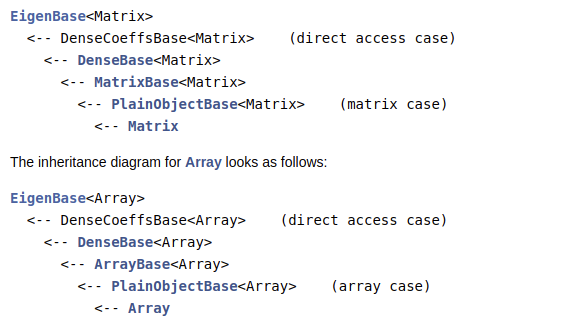 EigenBase<Matrix>
<-- DenseCoeffsBase<Matrix>    (direct access case)
<-- DenseBase<Matrix>
<-- MatrixBase<Matrix>
<-- PlainObjectBase<Matrix>    (matrix case)
<-- Matrix
The inheritance diagram for Array looks as follows:
EigenBase<Array>
<-- DenseCoeffsBase<Array>    (direct access case)
<-- DenseBase<Array>
<-- ArrayBase<Array>
<-- PlainObjectBase<Array>    (array case)
<-- Array